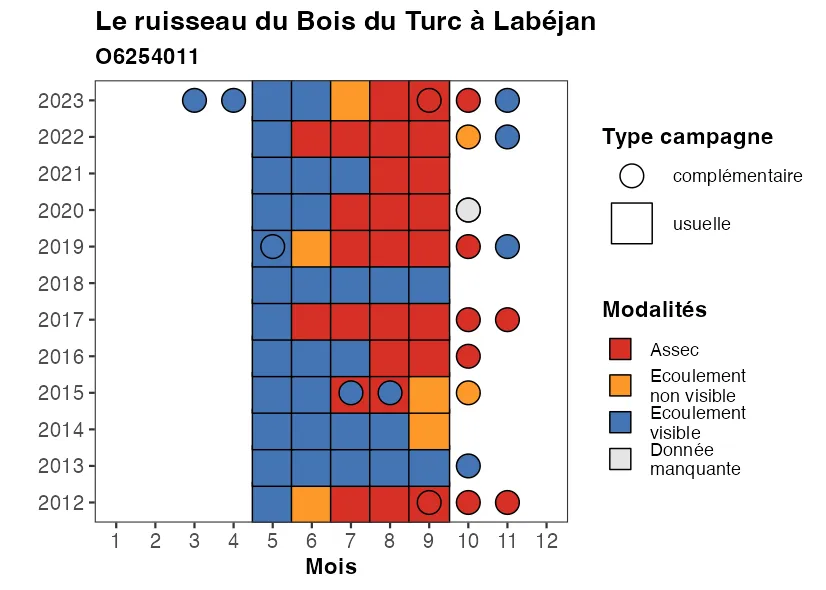 Le ruisseau du Bois du Turc à Labéjan
O6254011
2023
2022
2021
2020
2019
2018
2017
2016
2015
2014
2013
2012
1 2 3 4 5 6 7 8 9 10 11 12
Mois
Type campagne
complémentaire
usuelle
Modalités
Assec
Ecoulement
non visible
Ecoulement
visible
Donnée
manquante